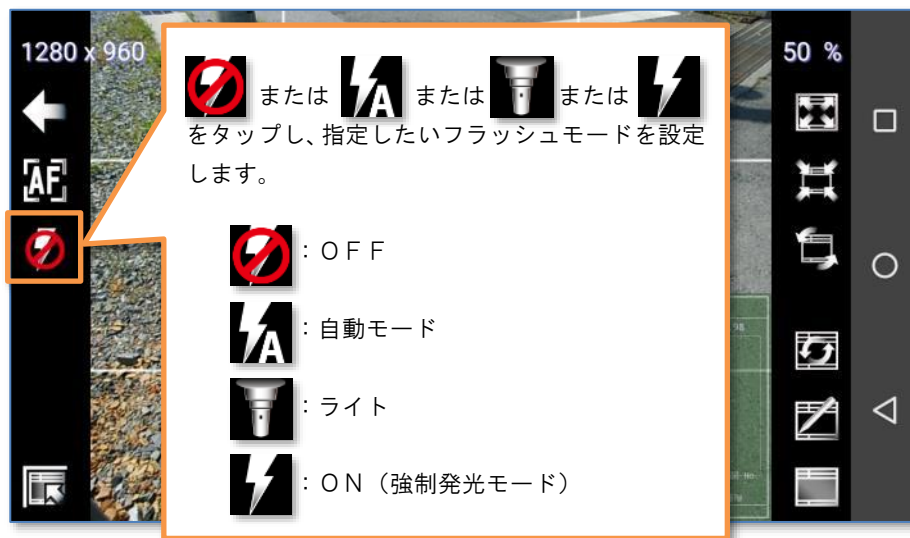 1280 x 960
50 %
または または または
をタップし、指定したいフラッシュモードを設定
します。
AF
：ＯＦＦ
：自動モード
：ライト
：ＯＮ（強制発光モード）